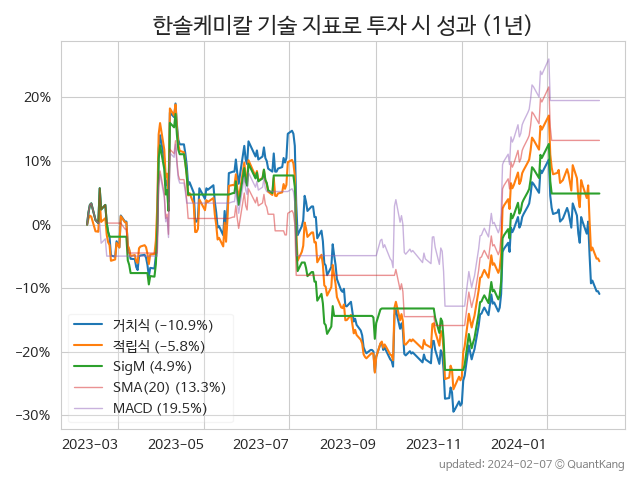 한솔케미칼 기술 지표로 투자 시 성과 (1년)
20%
10%
0%
−10%
−20%
−30%
거치식 (−10.9%)
적립식 (−5.8%)
SigM (4.9%)
SMA(20) (13.3%)
MACD (19.5%)
2023−03 2023−05 2023−07 2023−09 2023−11 2024−01
updated: 2024−02−07 © QuantKang